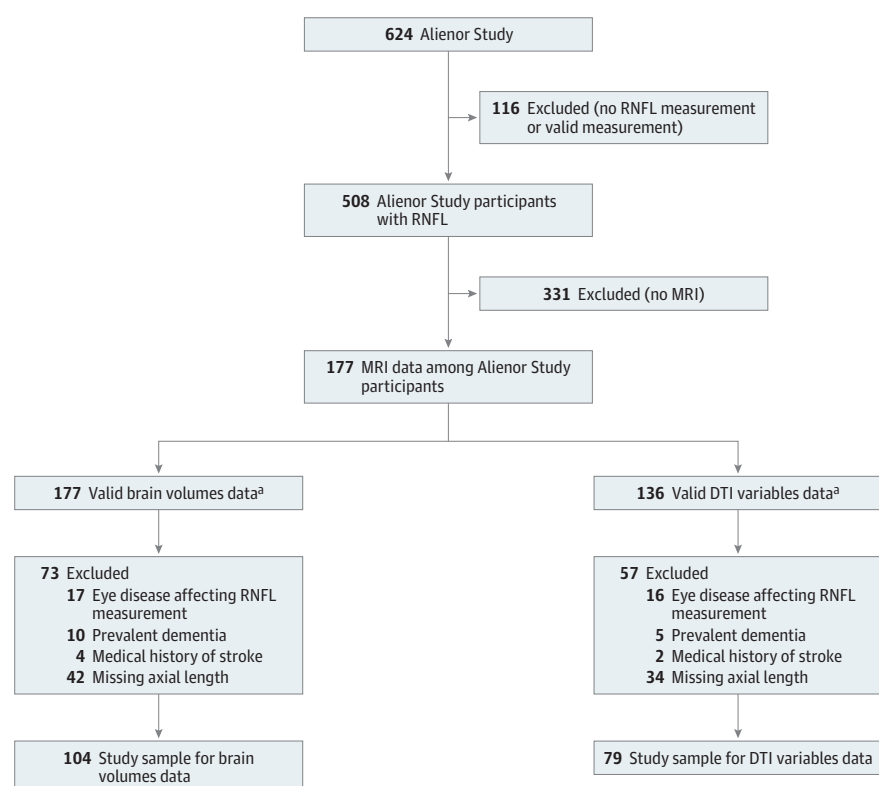 624 Alienor Study
116 Excluded (no RNFL measurement
or valid measurement)
508 Alienor Study participants
with RNFL
331 Excluded (no MRI)
177 MRI data among Alienor Study
participants
177 Valid brain volumes dataa
136 Valid DTI variables dataa
73 Excluded
17 Eye disease affecting RNFL
measurement
10 Prevalent dementia
4 Medical history of stroke
42 Missing axial length
57 Excluded
16 Eye disease affecting RNFL
measurement
5 Prevalent dementia
2 Medical history of stroke
34 Missing axial length
104 Study sample for brain
volumes data
79 Study sample for DTI variables data